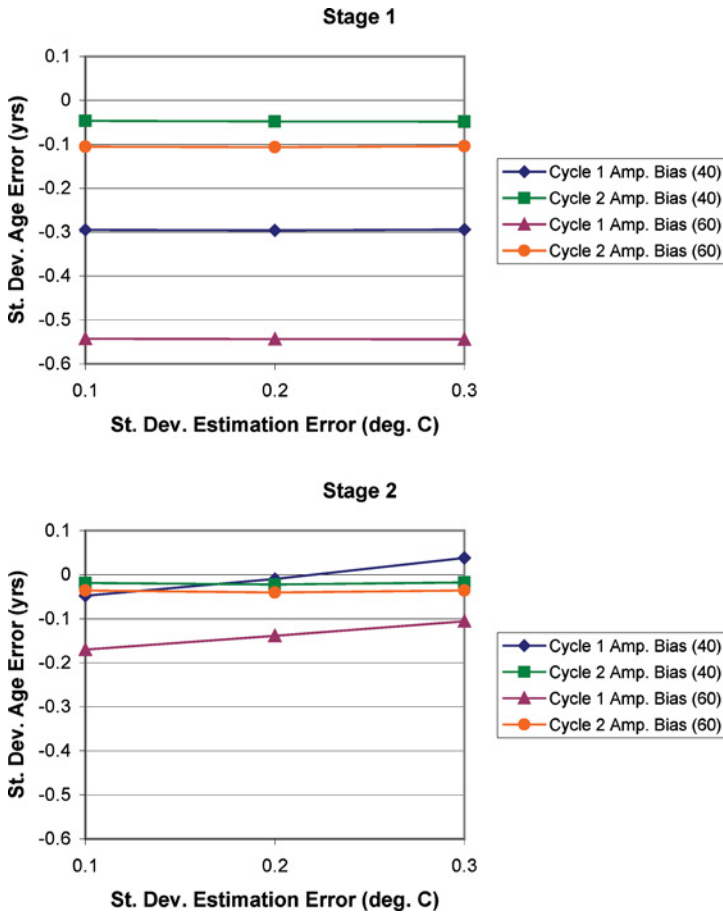 Stage 1
St. Dev. Age Error (yrs)
0.1
0
-0.1
-0.2
-0.3
-0.4
-0.5
-0.6
0.1 0.2 0.3
St. Dev. Estimation Error (deg. C)
Cycle 1 Amp. Bias (40)
Cycle 2 Amp. Bias (40)
Cycle 1 Amp. Bias (60)
Cycle 2 Amp. Bias (60)
Stage 2
St. Dev. Age Error (yrs)
0.1
0
-0.1
-0.2
-0.3
-0.4
-0.5
-0.6
0.1 0.2 0.3
St. Dev. Estimation Error (deg. C)
Cycle 1 Amp. Bias (40)
Cycle 2 Amp. Bias (40)
Cycle 1 Amp. Bias (60)
Cycle 2 Amp. Bias (60)